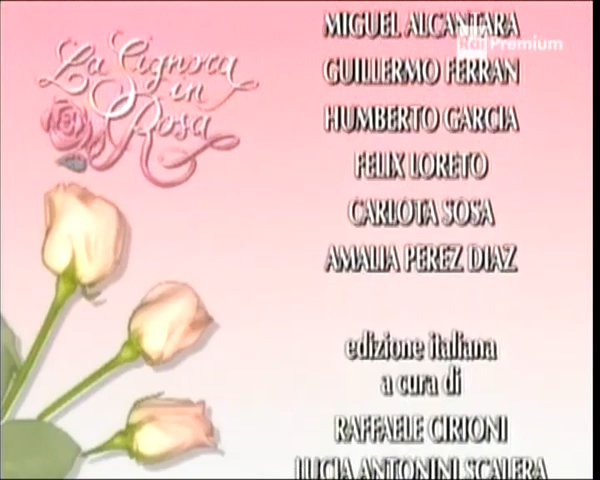 La Signora
in
Rosa
Rai Premium
MIGUEL ALCANTARA
GUILLERMO FERRAN
HUMBERTO GARCIA
FELIX LORETO
CARLOTA SOSA
AMALIA PEREZ DIAZ
edizione italiana
a cura di
RAFFAELE CIRIONI
LUCIA ANTONINI SCALERA